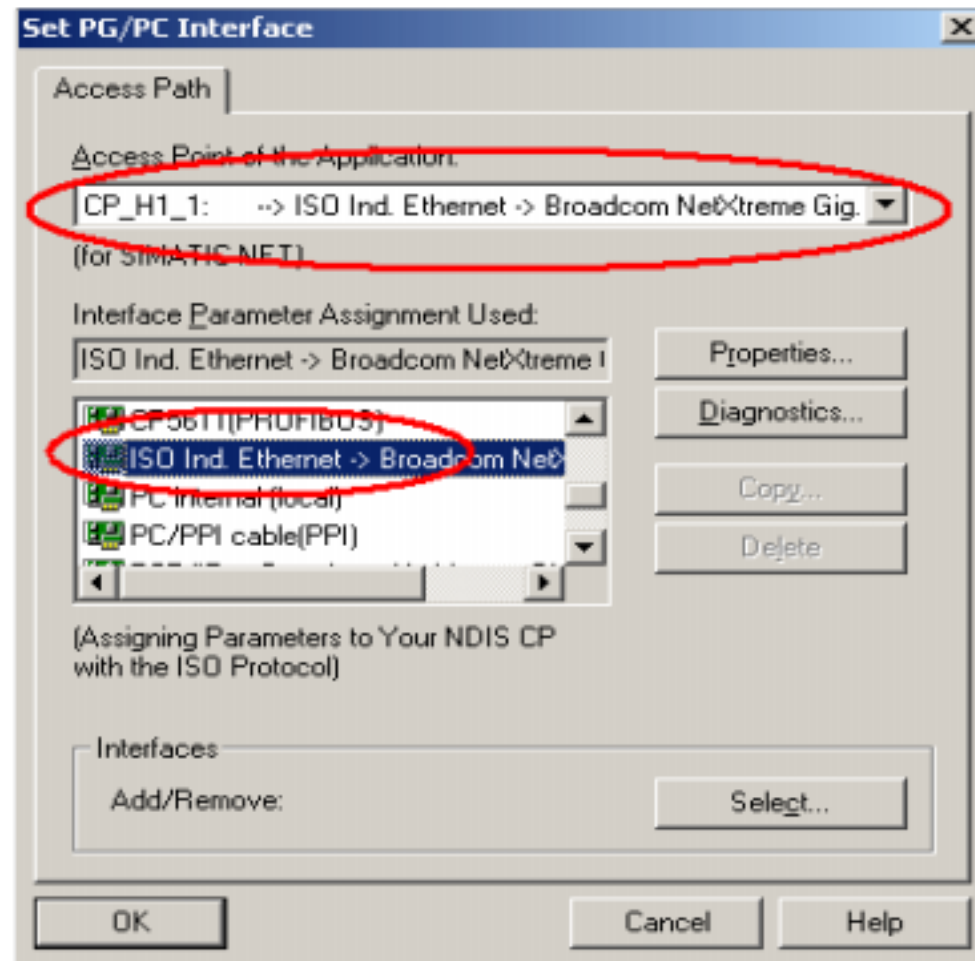 Set PG/PC Interface
Access Path
Access Point of the Application:
CP_H1_1: --> ISO Ind. Ethernet -> Broadcom NetXtreme Gig.
(for SIMATIC NET)
Interface Parameter Assignment Used:
ISO Ind. Ethernet -> Broadcom NetXtreme
Properties...
Diagnostics...
CP5611(PROFIBUS)
ISO Ind. Ethernet -> Broadcom NetX
PC internal (local)
PC/PPI cable(PPI)
Copy...
Delete
(Assigning Parameters to Your NDIS CP
with the ISO Protocol)
Interfaces
Add/Remove:
Select...
OK
Cancel
Help